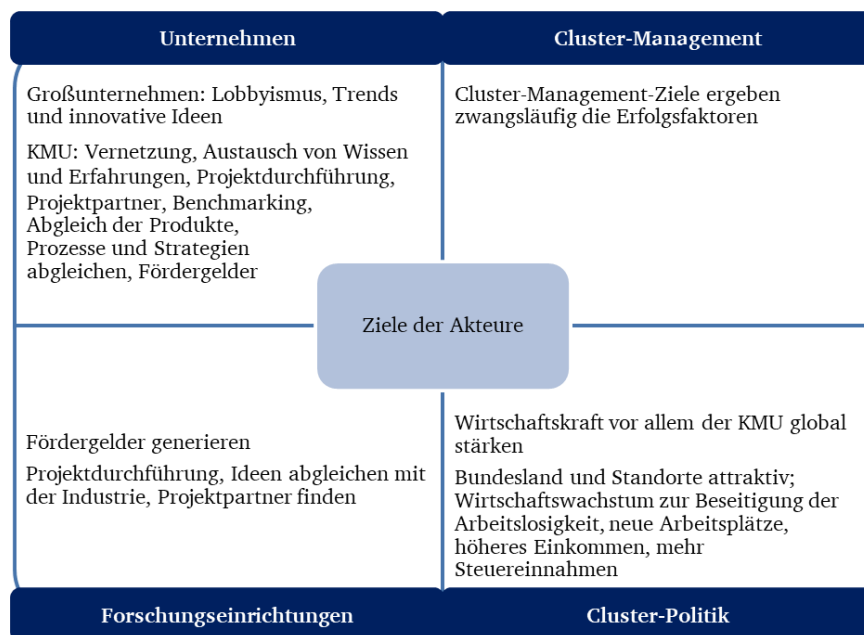 Unternehmen
Cluster-Management
Großunternehmen: Lobbyismus, Trends
und innovative Ideen
KMU: Vernetzung, Austausch von Wissen
und Erfahrungen, Projektdurchführung,
Projektpartner, Benchmarking,
Abgleich der Produkte,
Prozesse und Strategien
abgleichen, Fördergelder
Cluster-Management-Ziele ergeben
zwangsläufig die Erfolgsfaktoren
Ziele der Akteure
Fördergelder generieren
Projektdurchführung, Ideen abgleichen mit
der Industrie, Projektpartner finden
Wirtschaftskraft vor allem der KMU global
stärken
Bundesland und Standorte attraktiv;
Wirtschaftswachstum zur Beseitigung der
Arbeitslosigkeit, neue Arbeitsplätze,
höheres Einkommen, mehr
Steuereinnahmen
Forschungseinrichtungen
Cluster-Politik